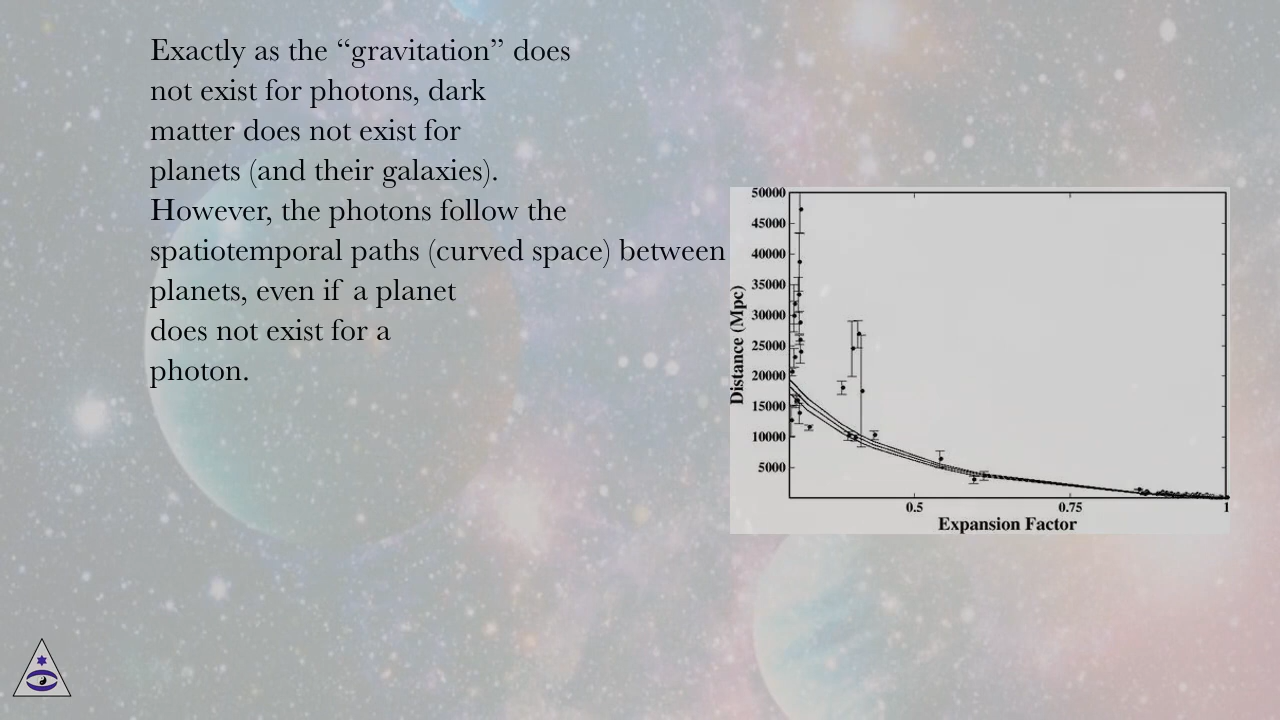 Exactly as the “gravitation” does
not exist for photons, dark
matter does not exist for
planets (and their galaxies).
However, the photons follow the
spatiotemporal paths (curved space) between
planets, even if a planet
does not exist for a
photon.
50000
45000
40000
35000
30000
25000
20000
15000
10000
5000
Distance (Mpc)
0.5
0.75
1
Expansion Factor